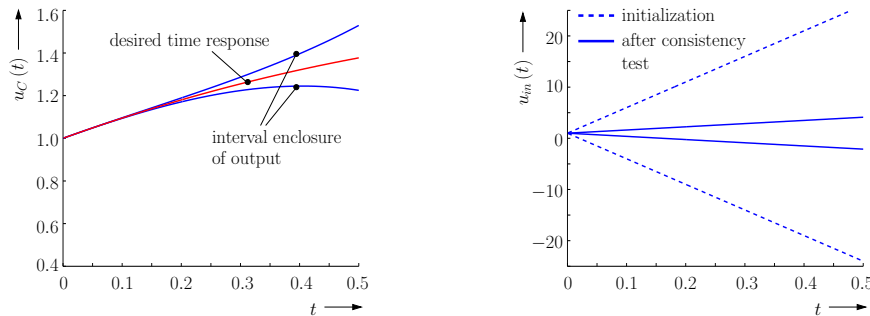 1.6
1.4
1.2
1.0
0.8
0.6
0.4
u_C(t)
desired time response
interval enclosure
of output
0 0.1 0.2 0.3 0.4 0.5
t
20
10
0
−10
−20
u_in(t)
initialization
after consistency
test
0 0.1 0.2 0.3 0.4 0.5
t